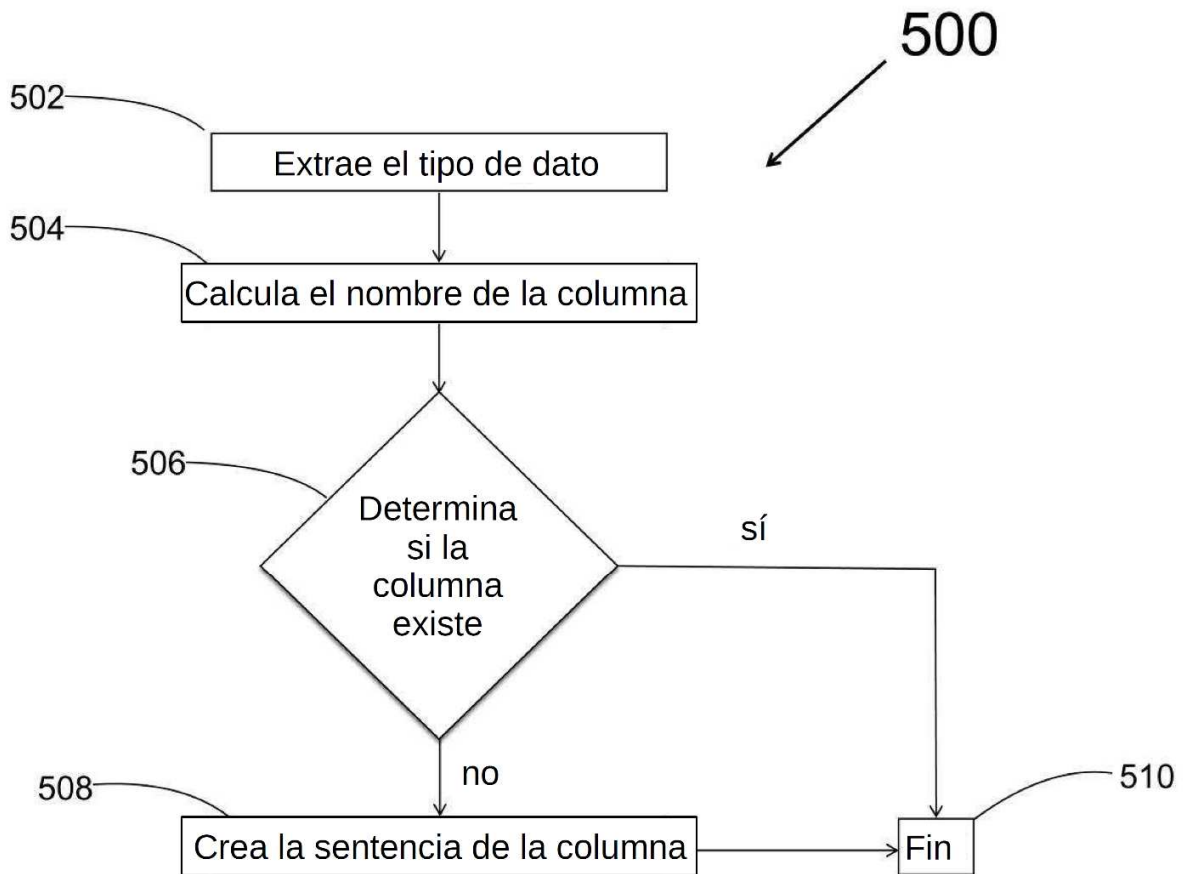 500
502
Extrae el tipo de dato
504
Calcula el nombre de la columna
506
Determina
si la
columna
existe
sí
no
508
510
Crea la sentencia de la columna
Fin